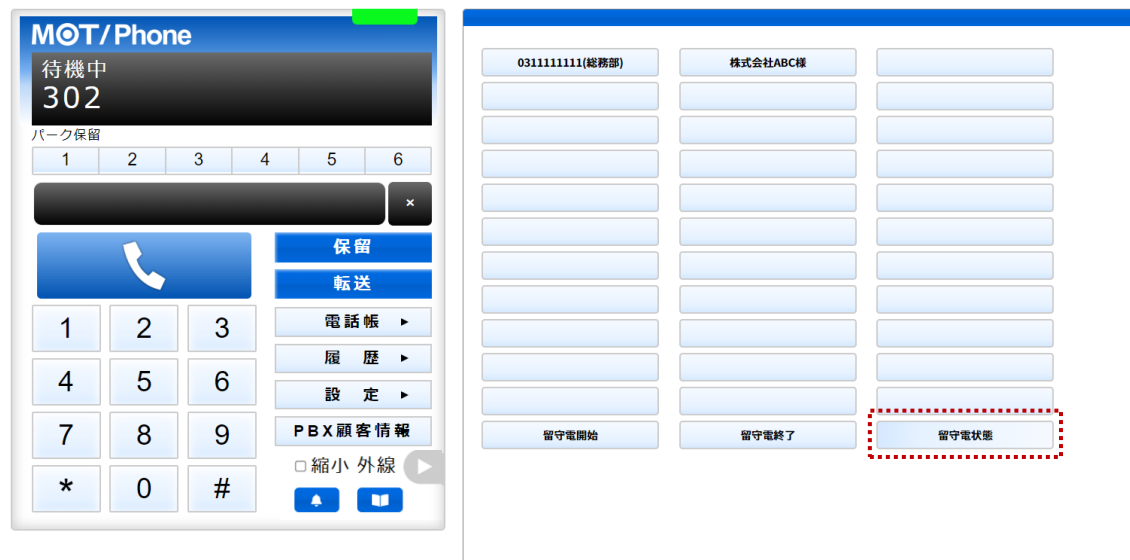 MOT/Phone
待機中
302
パーク保留
1 2 3 4 5 6
×
保留
転送
1 2 3
電話帳 ►
履 歴 ►
4 5 6
設 定 ►
7 8 9
PBX顧客情報
縮小 外線
* 0 #
0311111111(総務部) 株式会社ABC様
留守電開始 留守電終了 留守電状態